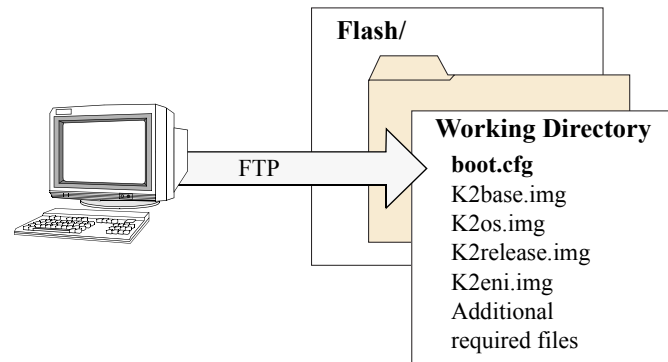 Flash/
Working Directory
FTP
boot.cfg
K2base.img
K2os.img
K2release.img
K2eni.img
Additional
required files